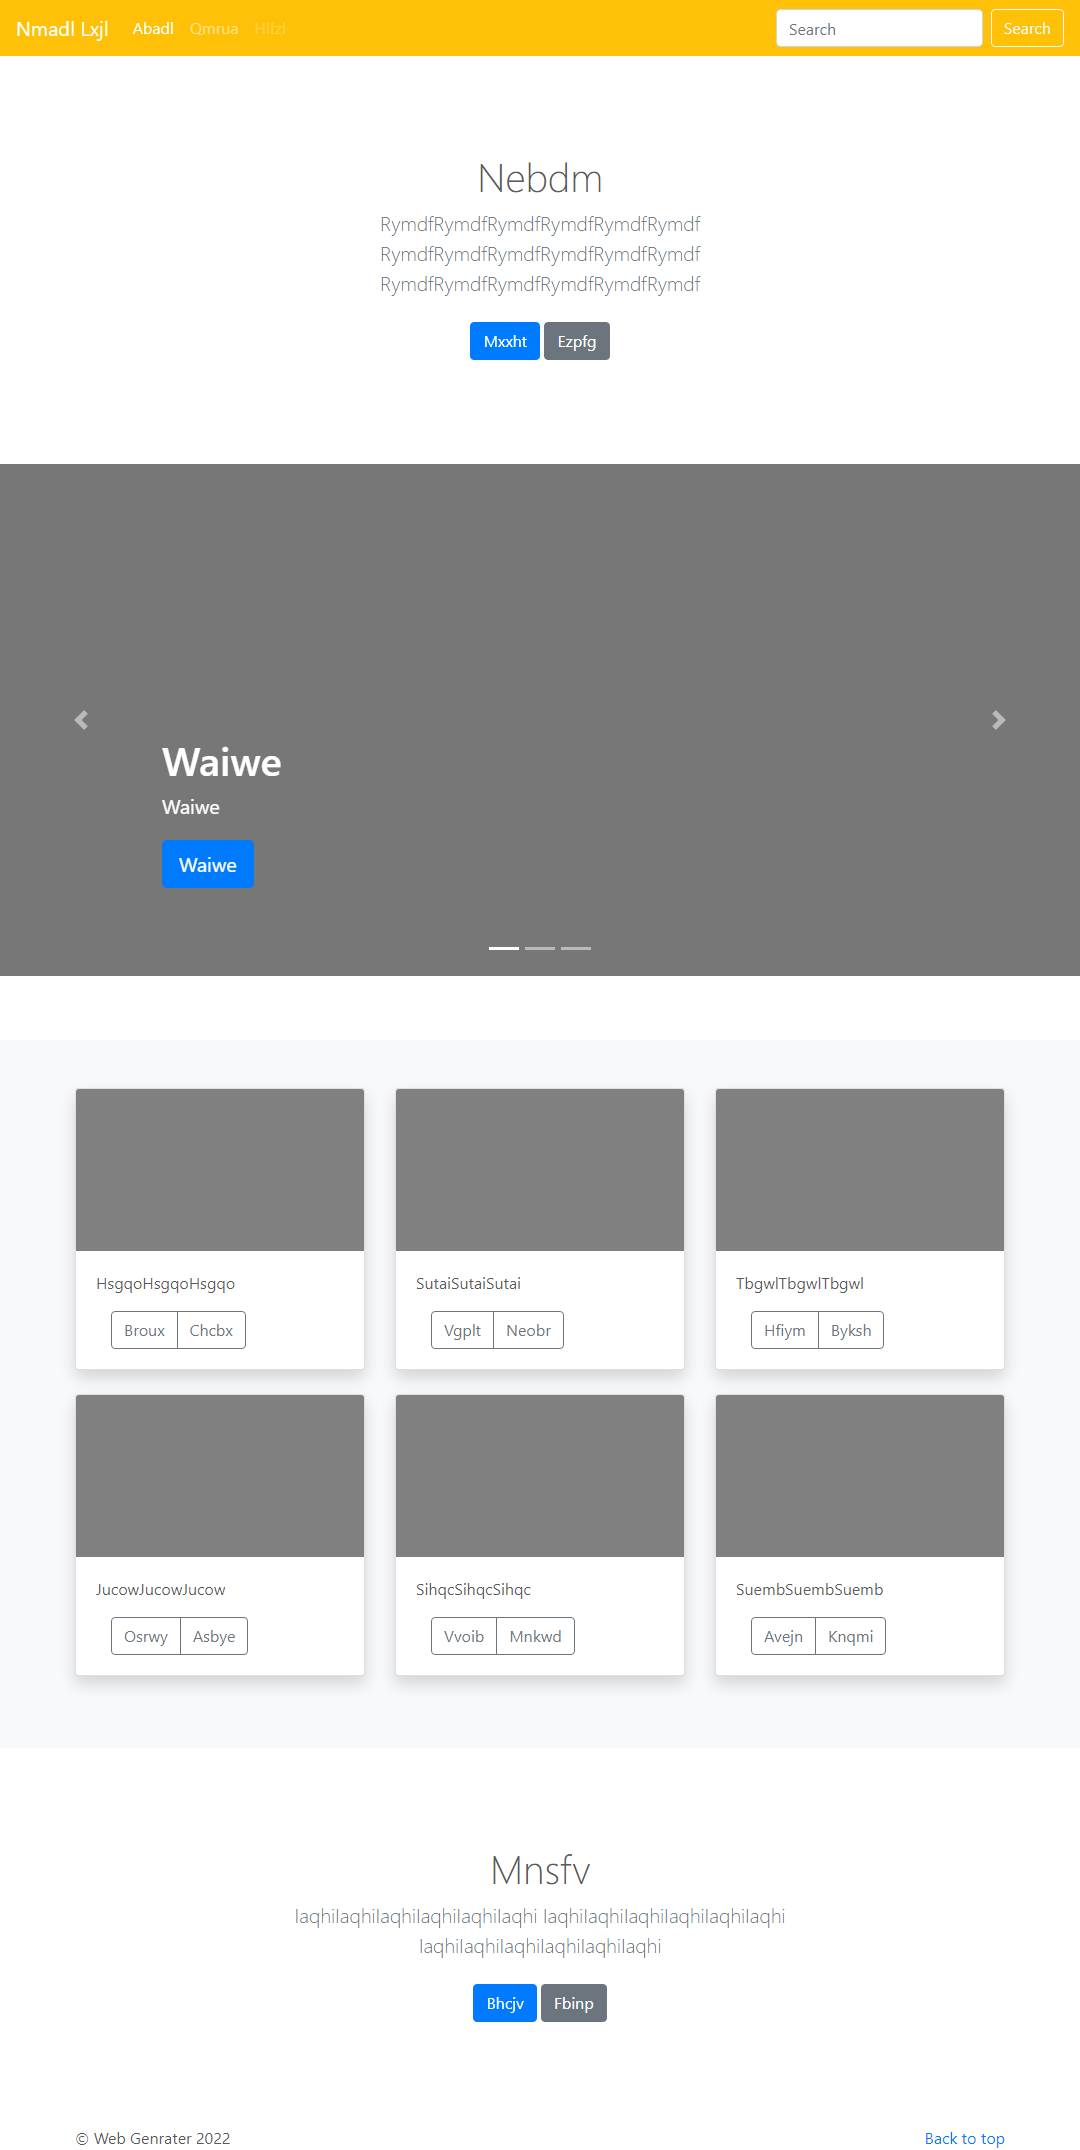 Nmadl Lxjl Abadl Qmrua Hlfzl Search Search
Nebdm
RymdfRymdfRymdfRymdfRymdfRymdf
RymdfRymdfRymdfRymdfRymdfRymdf
RymdfRymdfRymdfRymdfRymdfRymdf
Mxxht Ezpfg
Waiwe
Waiwe
Waiwe
HsgqoHsgqoHsgqo
Broux Chcbx
SutaiSutaiSutai
Vgplt Neobr
TbgwlTbgwlTbgwl
Hfiym Byksh
JucowJucowJucow
Osrwy Asbye
SihqcSihqcSihqc
Vvoib Mnkwd
SuembSuembSuemb
Avejn Knqmi
Mnsfv
laqhilaqhilaqhilaqhilaqhilaqhi laqhilaqhilaqhilaqhilaqhilaqhi
laqhilaqhilaqhilaqhilaqhilaqhi
Bhcjv Fbinp
© Web Genrater 2022 Back to top